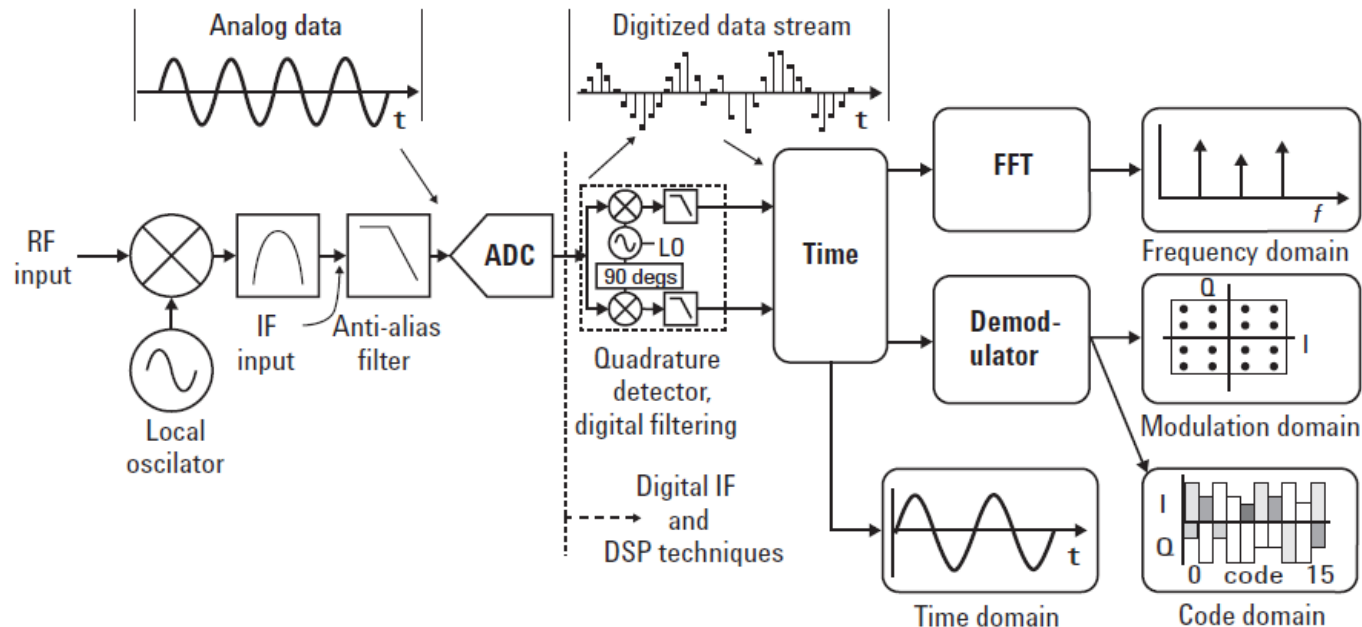 Analog data
t
Digitized data stream
t
RF
input
Local
oscilator
IF
input
Anti-alias
filter
ADC
LO
90 degs
Quadrature
detector,
digital filtering
Digital IF
and
DSP techniques
Time
FFT
f
Frequency domain
Demod-
ulator
Q
I
Modulation domain
t
Time domain
I
Q
0 code 15
Code domain